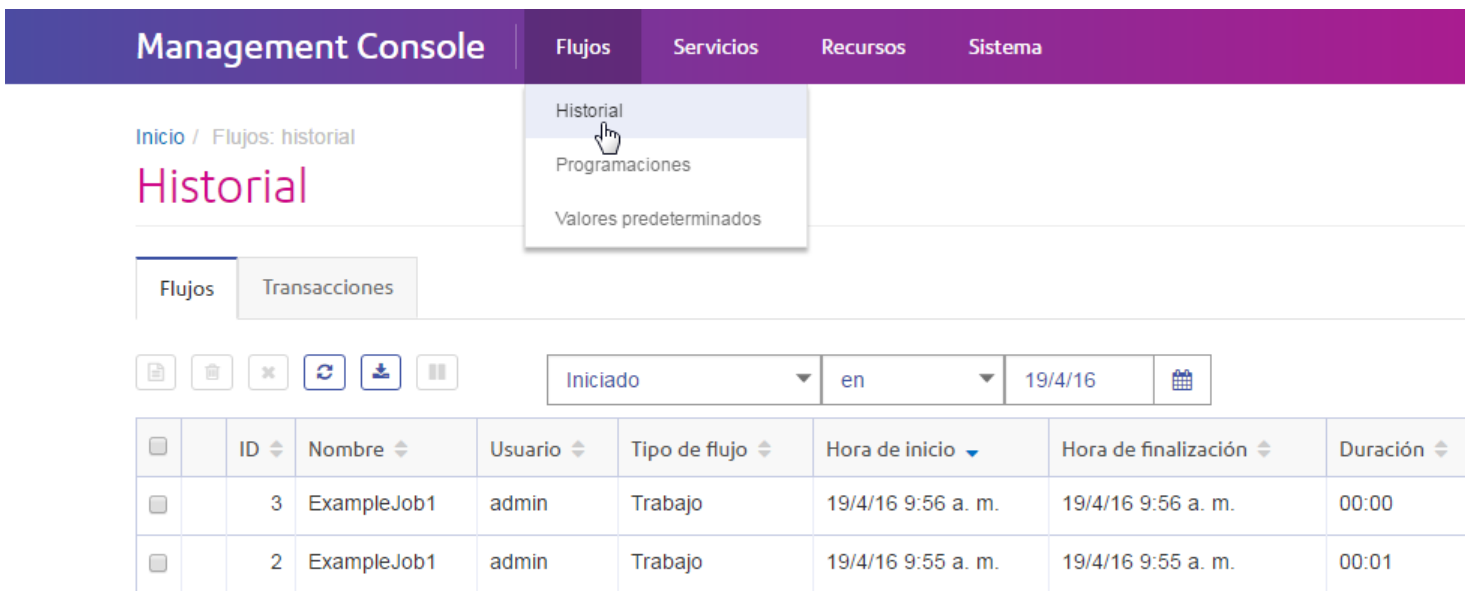 Management Console Flujos Servicios Recursos Sistema
Historial
Inicio / Flujos: historial
Programaciones
Historial
Valores predeterminados
Flujos Transacciones
Iniciado en 19/4/16
ID Nombre Usuario Tipo de flujo Hora de inicio Hora de finalización Duración
3 ExampleJob1 admin Trabajo 19/4/16 9:56 a. m. 19/4/16 9:56 a. m. 00:00
2 ExampleJob1 admin Trabajo 19/4/16 9:55 a. m. 19/4/16 9:55 a. m. 00:01